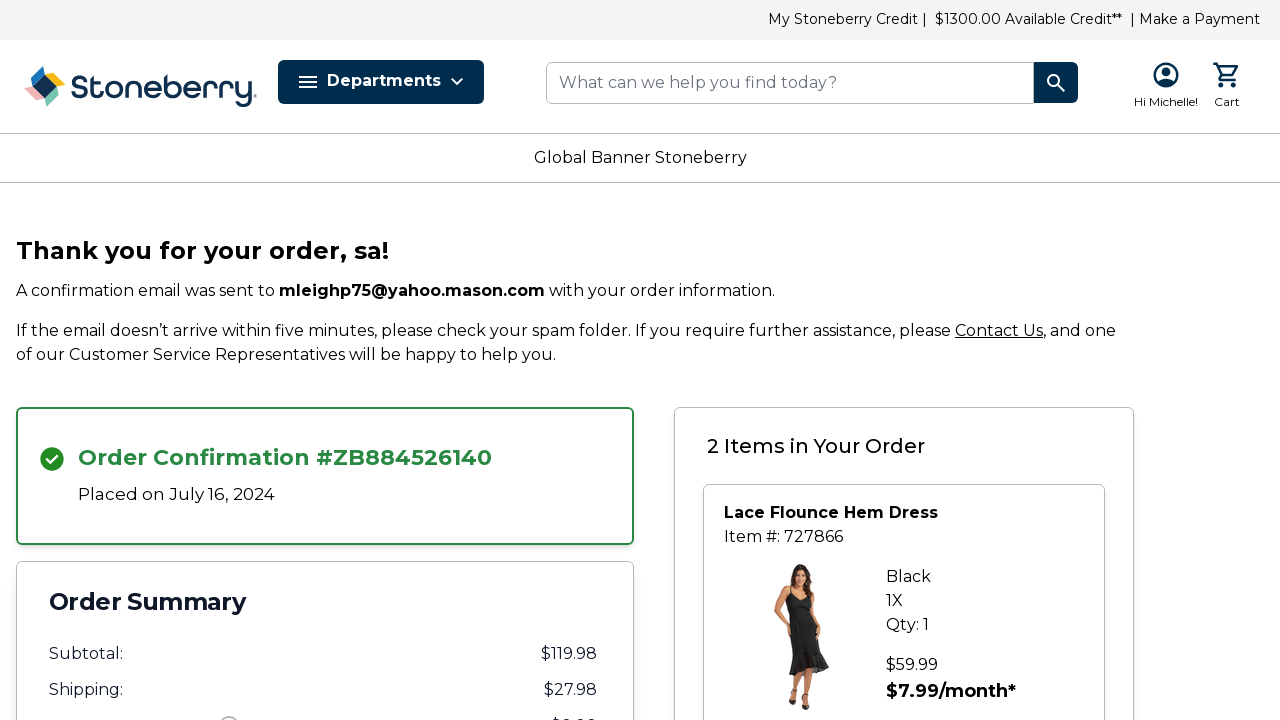 My Stoneberry Credit | $1300.00 Available Credit** | Make a Payment
Stoneberry
Departments
What can we help you find today?
Hi Michelle!
Cart
Global Banner Stoneberry
Thank you for your order, sa!
A confirmation email was sent to mleighp75@yahoo.mason.com with your order information.
If the email doesn’t arrive within five minutes, please check your spam folder. If you require further assistance, please Contact Us, and one
of our Customer Service Representatives will be happy to help you.
Order Confirmation #ZB884526140
Placed on July 16, 2024
Order Summary
Subtotal: $119.98
Shipping: $27.98
2 Items in Your Order
Lace Flounce Hem Dress
Item #: 727866
Black
1X
Qty: 1
$59.99
$7.99/month*